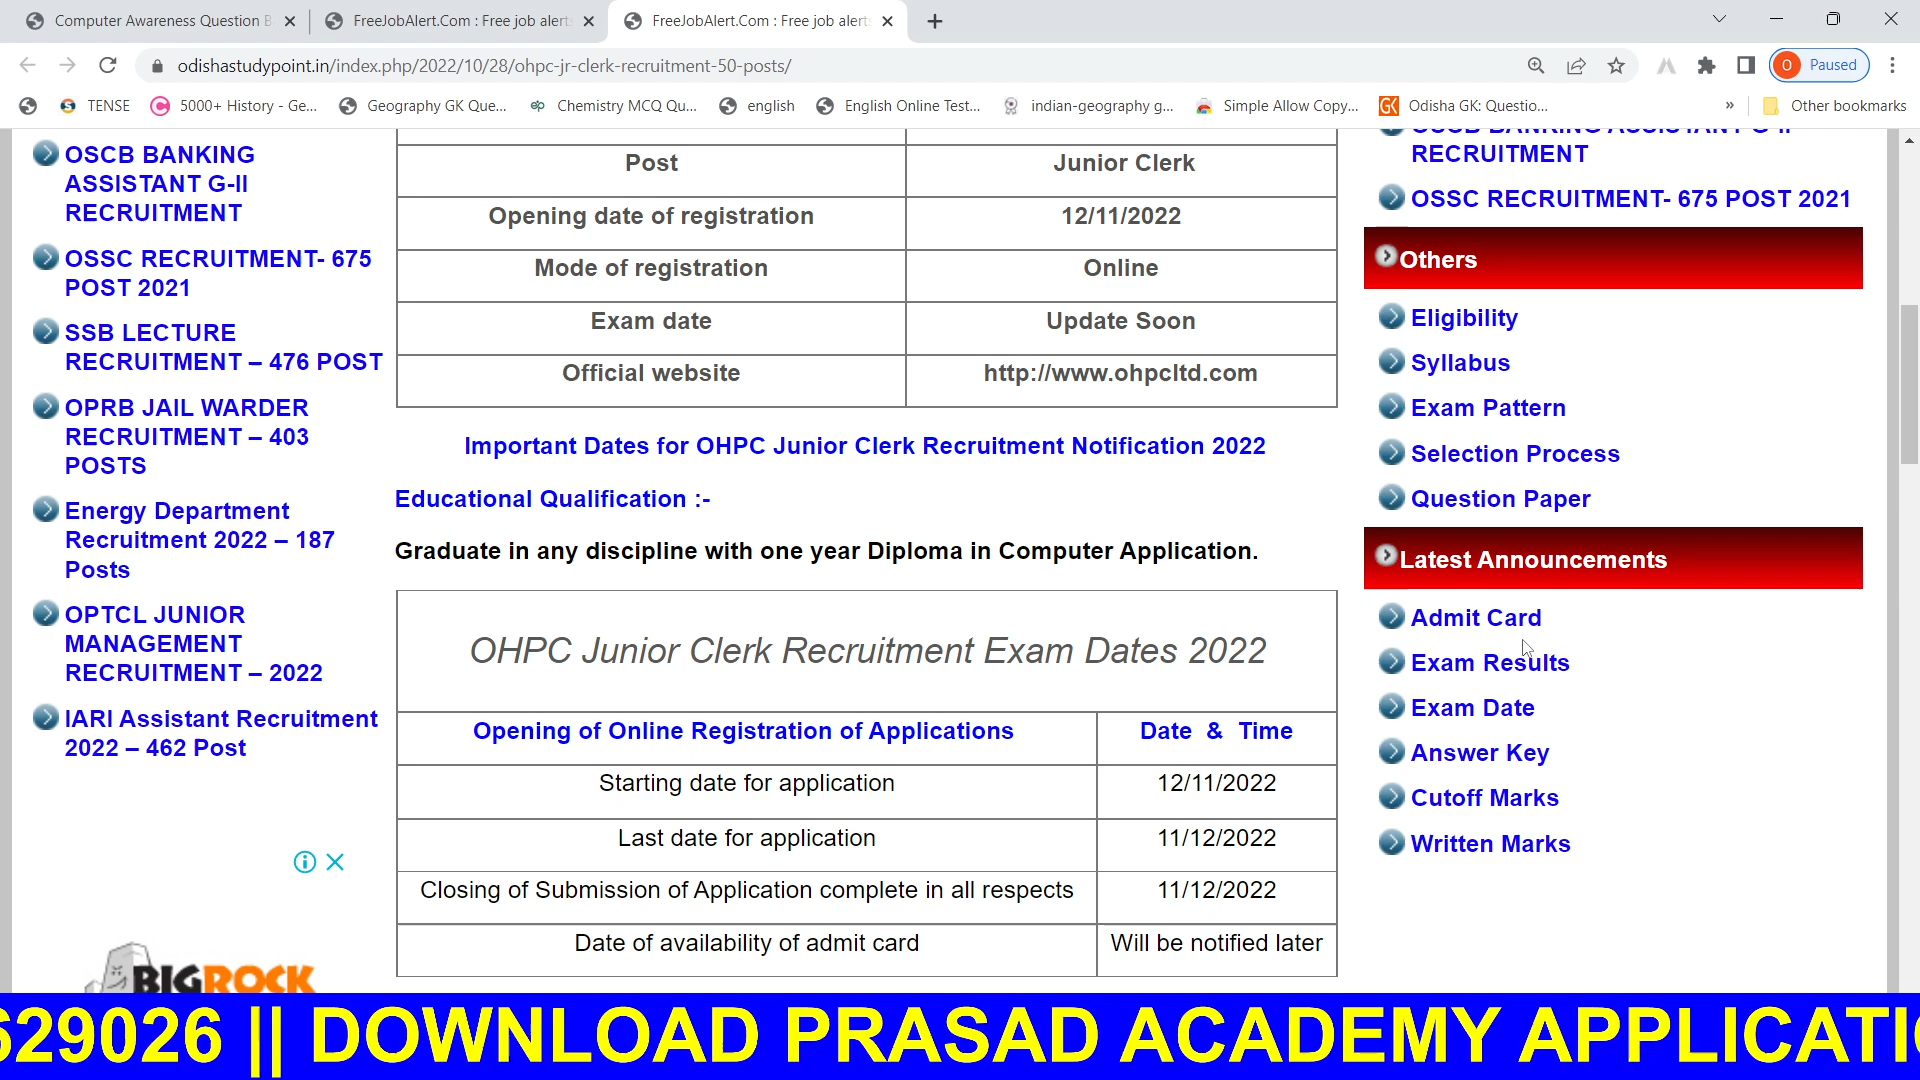 Computer Awareness Question B
FreeJobAlert.Com : Free job alert
FreeJobAlert.Com : Free job alert
odishastudypoint.in/index.php/2022/10/28/ohpc-jr-clerk-recruitment-50-posts/
O Paused
TENSE
5000+ History - Ge...
Geography GK Que...
Chemistry MCQ Qu...
english
English Online Test...
indian-geography g...
Simple Allow Copy...
GK Odisha GK: Questio...
»
Other bookmarks
OSCB BANKING
ASSISTANT G-II
RECRUITMENT
OSSC RECRUITMENT- 675
POST 2021
SSB LECTURE
RECRUITMENT – 476 POST
OPRB JAIL WARDER
RECRUITMENT – 403
POSTS
Energy Department
Recruitment 2022 – 187
Posts
OPTCL JUNIOR
MANAGEMENT
RECRUITMENT – 2022
IARI Assistant Recruitment
2022 – 462 Post
BIGROCK
Post Junior Clerk
Opening date of registration 12/11/2022
Mode of registration Online
Exam date Update Soon
Official website http://www.ohpcltd.com
Important Dates for OHPC Junior Clerk Recruitment Notification 2022
Educational Qualification :-
Graduate in any discipline with one year Diploma in Computer Application.
OHPC Junior Clerk Recruitment Exam Dates 2022
Opening of Online Registration of Applications Date & Time
Starting date for application 12/11/2022
Last date for application 11/12/2022
Closing of Submission of Application complete in all respects 11/12/2022
Date of availability of admit card Will be notified later
OSCB BANKING ASSISTANT G-II
RECRUITMENT
OSSC RECRUITMENT- 675 POST 2021
Others
Eligibility
Syllabus
Exam Pattern
Selection Process
Question Paper
Latest Announcements
Admit Card
Exam Results
Exam Date
Answer Key
Cutoff Marks
Written Marks
629026 || DOWNLOAD PRASAD ACADEMY APPLICATI